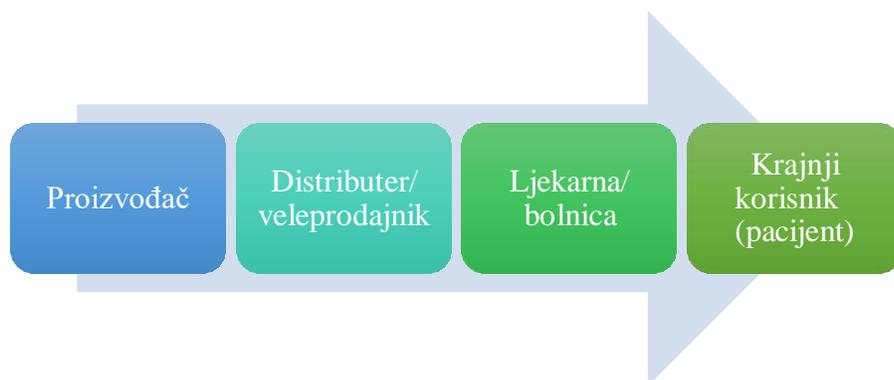 Proizvođač
Distributer/
veleprodajnik
Ljekarna/
bolnica
Krajnji
korisnik
(pacijent)